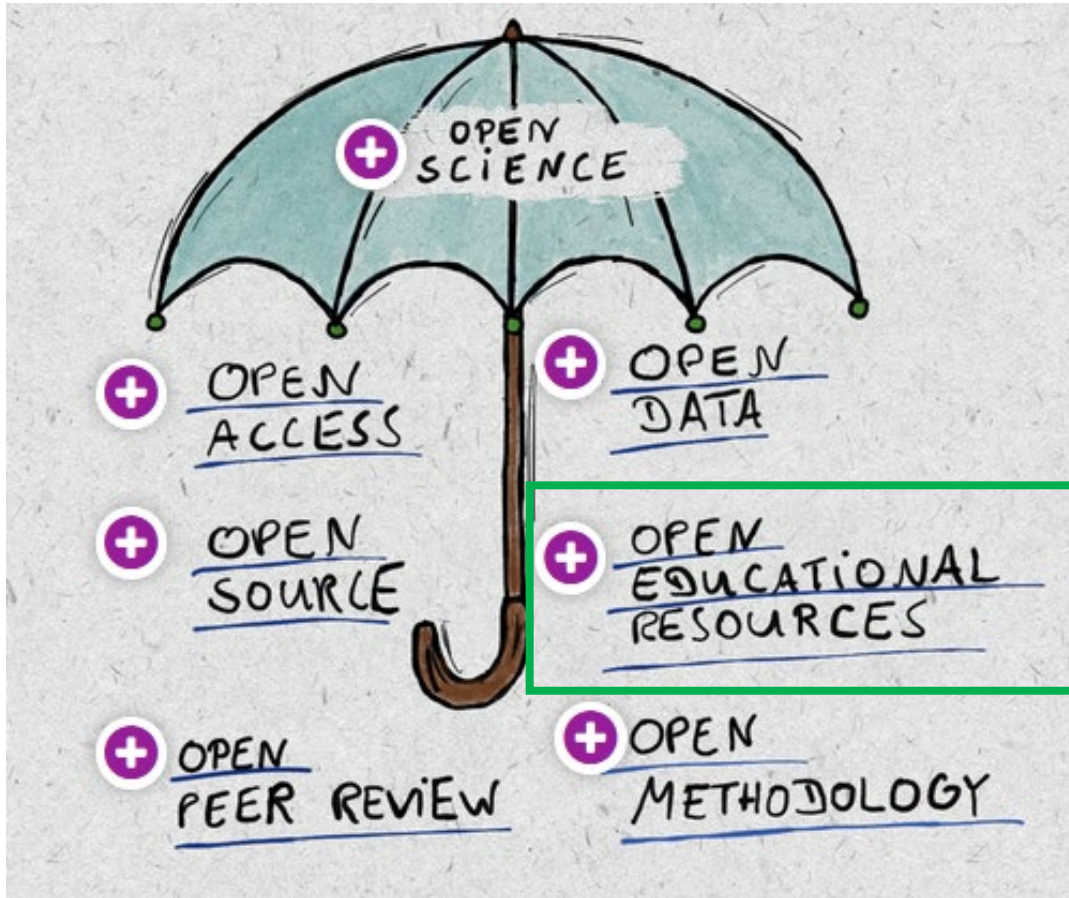 OPEN
SCiENCE
OPEN
ACCESS
OPEN
DATA
OPEN
SOURCE
OPEN
EDUCATiONAL
RESOURCES
OPEN
PEER REViEW
OPEN
METHODOLOGY